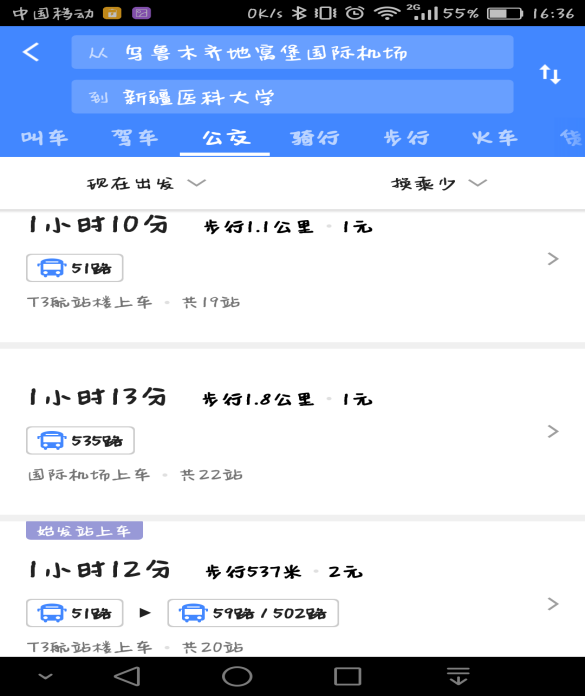 中国移动 0K/s 2G 55% 16:36
从 乌鲁木齐地窝堡国际机场
到 新疆医科大学
叫车 驾车 公交 骑行 步行 火车
现在出发 换乘少
1小时10分 步行1.1公里 · 1元
51路
T3航站楼上车 · 共19站
1小时13分 步行1.8公里 · 1元
535路
国际机场上车 · 共22站
始发站上车
1小时12分 步行537米 · 2元
51路 ▶ 59路 / 502路
T3航站楼上车 · 共20站